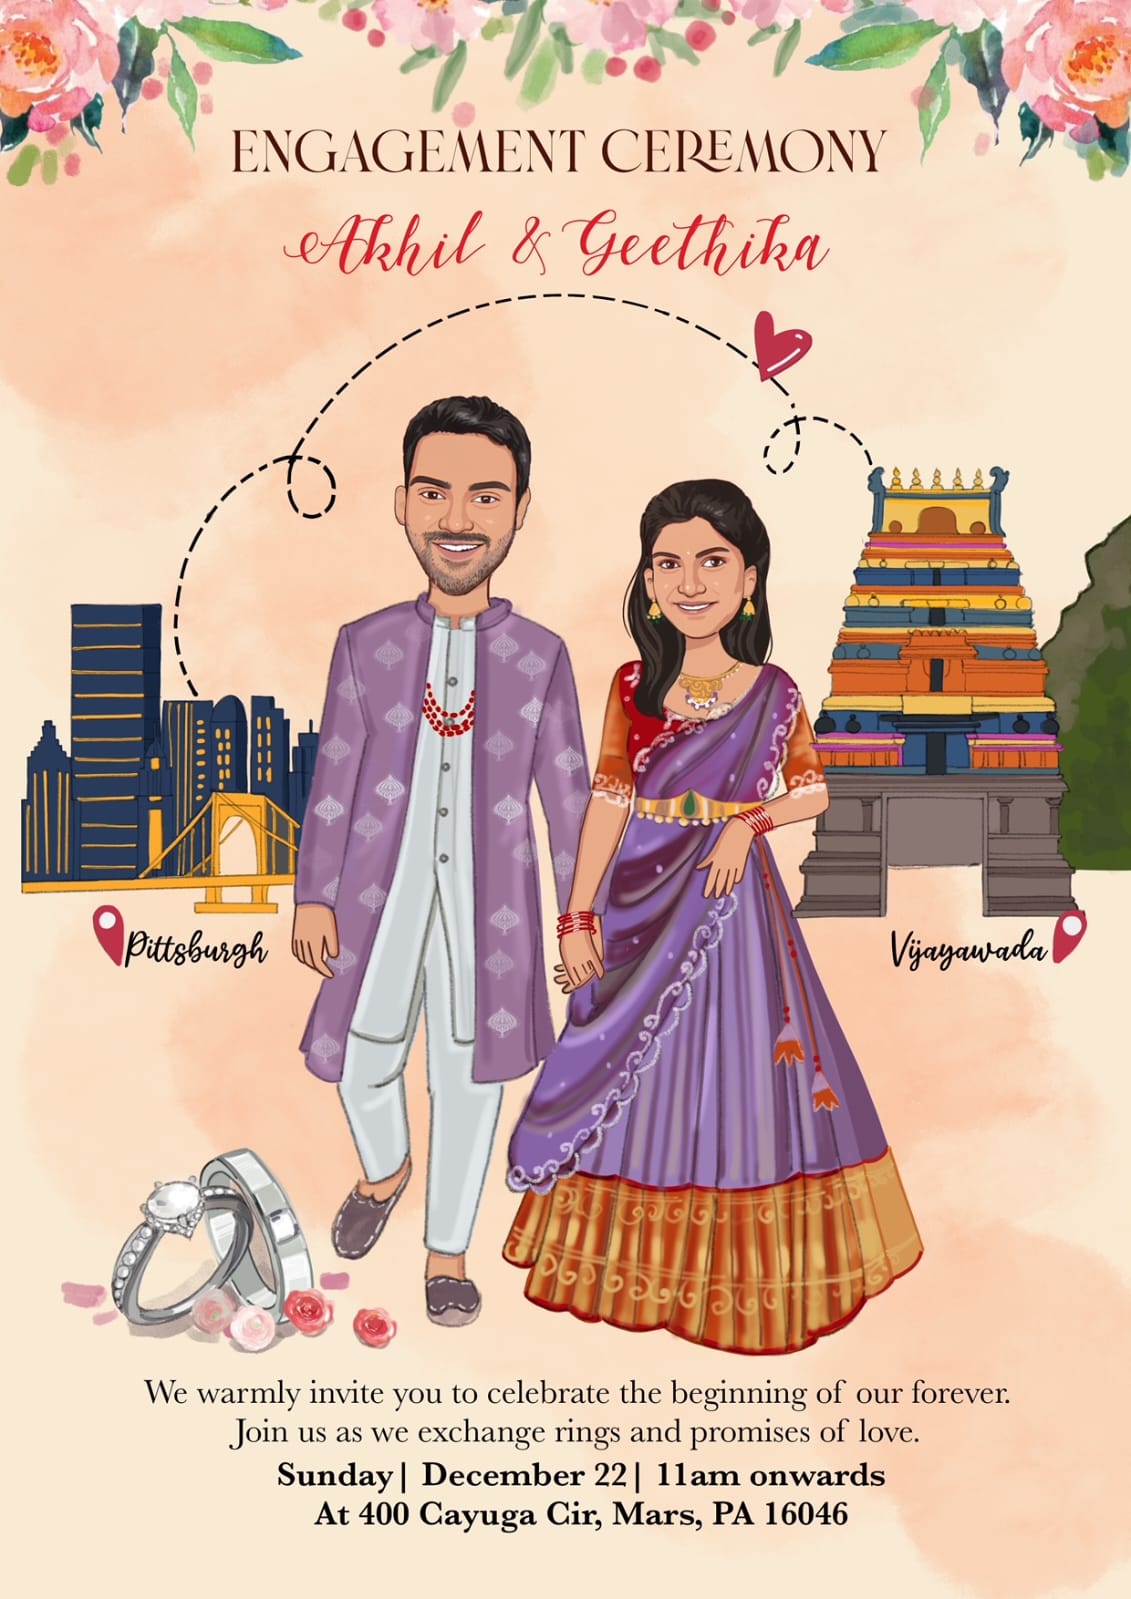 ENGAGEMENT CEREMONY
Akhil & Geethika
Pittsburgh
Vijayawada
We warmly invite you to celebrate the beginning of our forever.
Join us as we exchange rings and promises of love.
Sunday| December 22| 11am onwards
At 400 Cayuga Cir, Mars, PA 16046